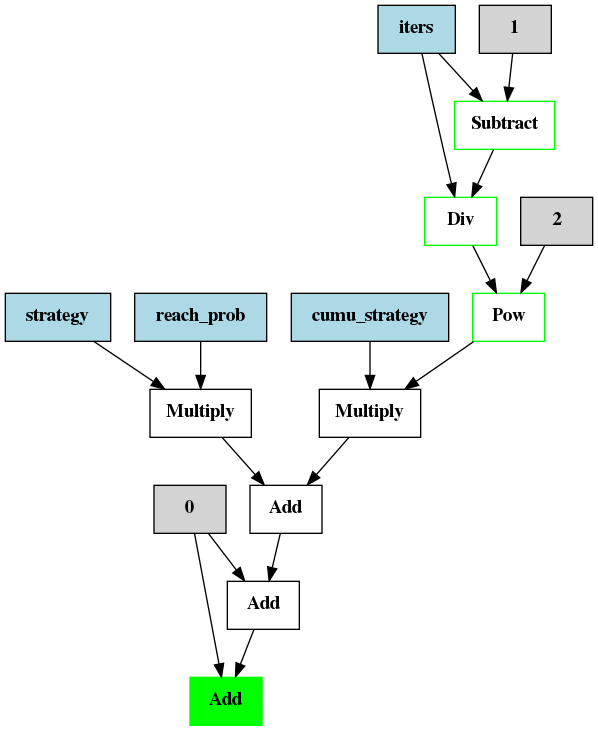 iters
1
Subtract
Div
2
strategy
reach_prob
cumu_strategy
Pow
Multiply
Multiply
0
Add
Add
Add